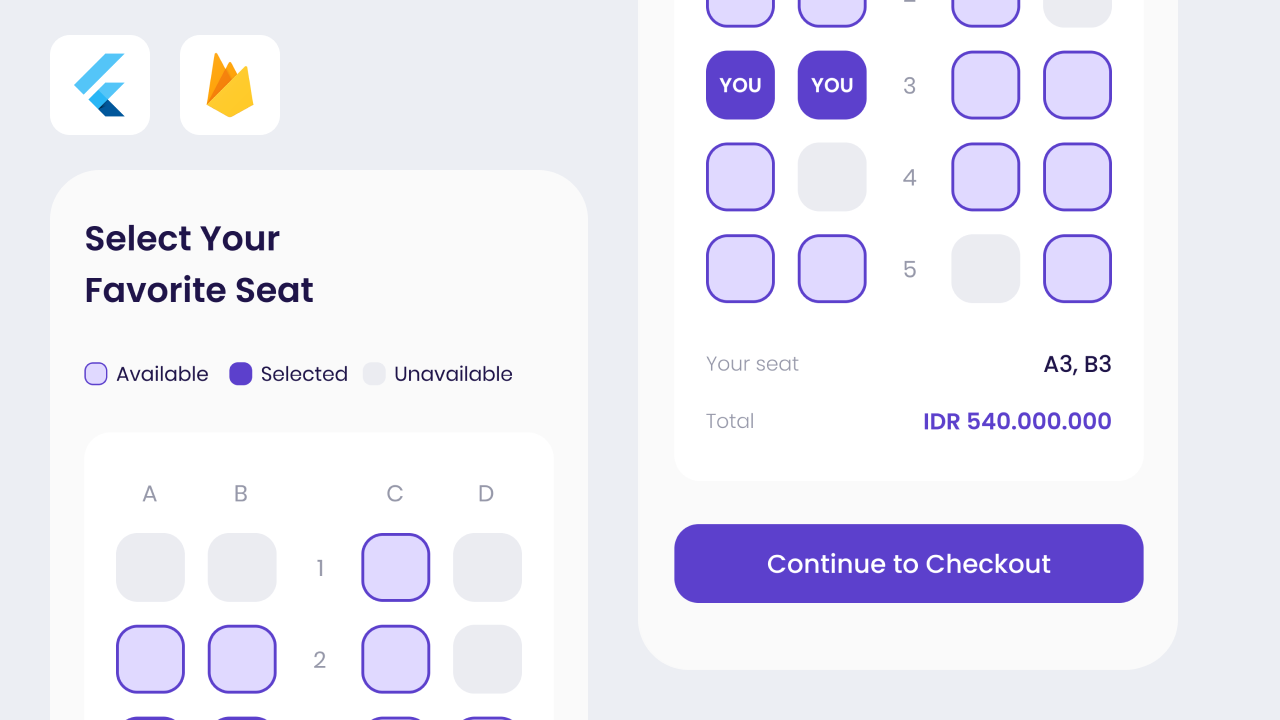 Select Your
Favorite Seat
Available Selected Unavailable
A B C D
1
2
YOU YOU 3
4
5
Your seat A3, B3
Total IDR 540.000.000
Continue to Checkout